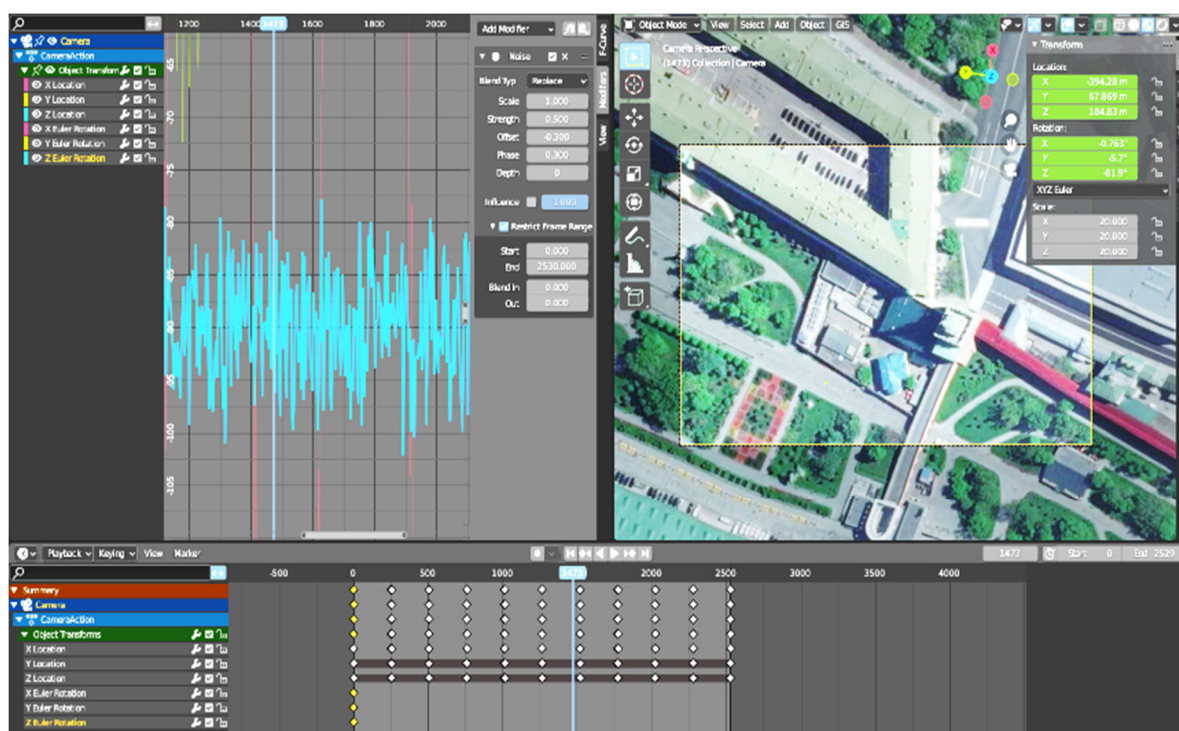 1200 1400 1473 1600 1800 2000
Camera
CameraAction
Object Transform
X Location
Y Location
Z Location
X Euler Rotation
Y Euler Rotation
Z Euler Rotation
-65
-70
-75
-80
-85
-90
-95
-100
-105
Add Modifier
Noise
Blend Typ Replace
Scale 1.000
Strength 0.500
Offset -0.300
Phase 0.300
Depth 0
Influence 1.000
Restrict Frame Range
Start 0.000
End 2530.000
Blend In 0.000
Out 0.000
F-Curve
Modifiers
View
Object Mode View Select Add Object GIS
Camera Perspective
(1473) Collection | Camera
X
Y
Z
Transform
Location:
X -394.28 m
Y 67.869 m
Z 184.83 m
Rotation:
X -0.763°
Y -5.7°
Z -81.9°
XYZ Euler
Scale:
X 20.000
Y 20.000
Z 20.000
Playback Keying View Marker
1473 Start 0 End 2529
-500 0 500 1000 1473 2000 2500 3000 3500 4000
Summary
Camera
CameraAction
Object Transforms
X Location
Y Location
Z Location
X Euler Rotation
Y Euler Rotation
Z Euler Rotation